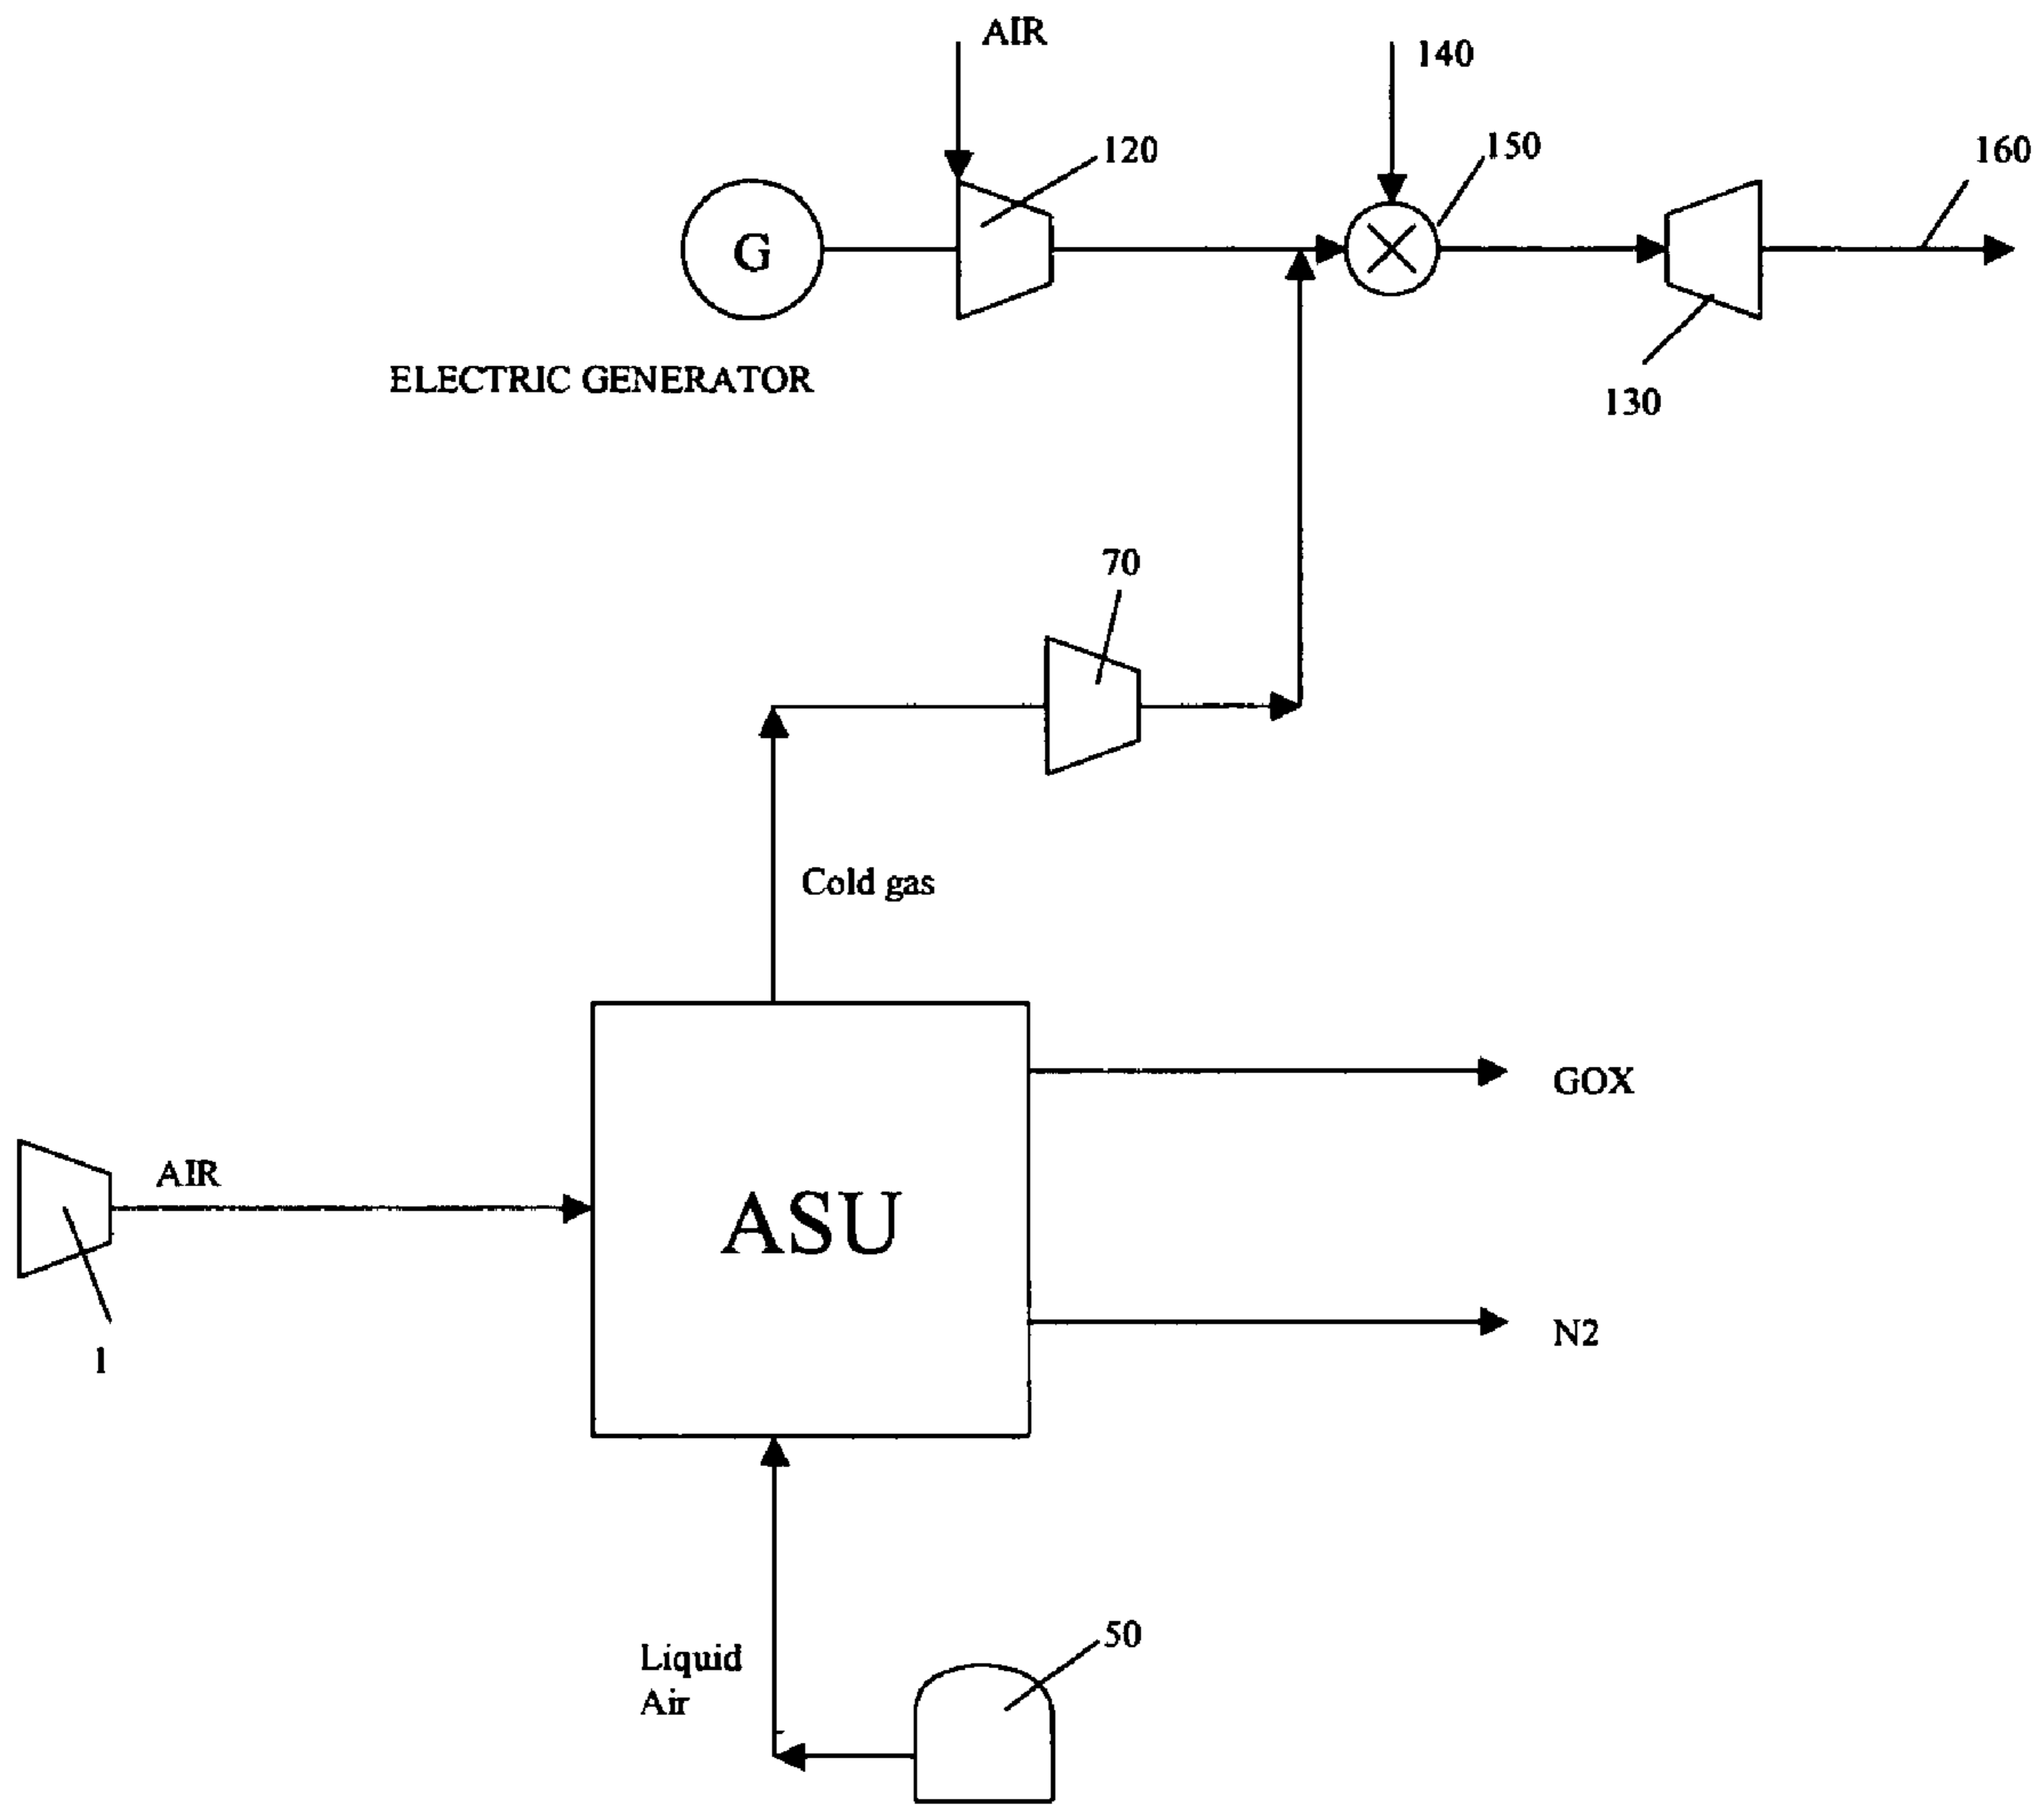 AIR
140
120
150
160
G
ELECTRIC GENERATOR
130
70
Cold gas
GOX
AIR
ASU
N2
1
50
Liquid
Air